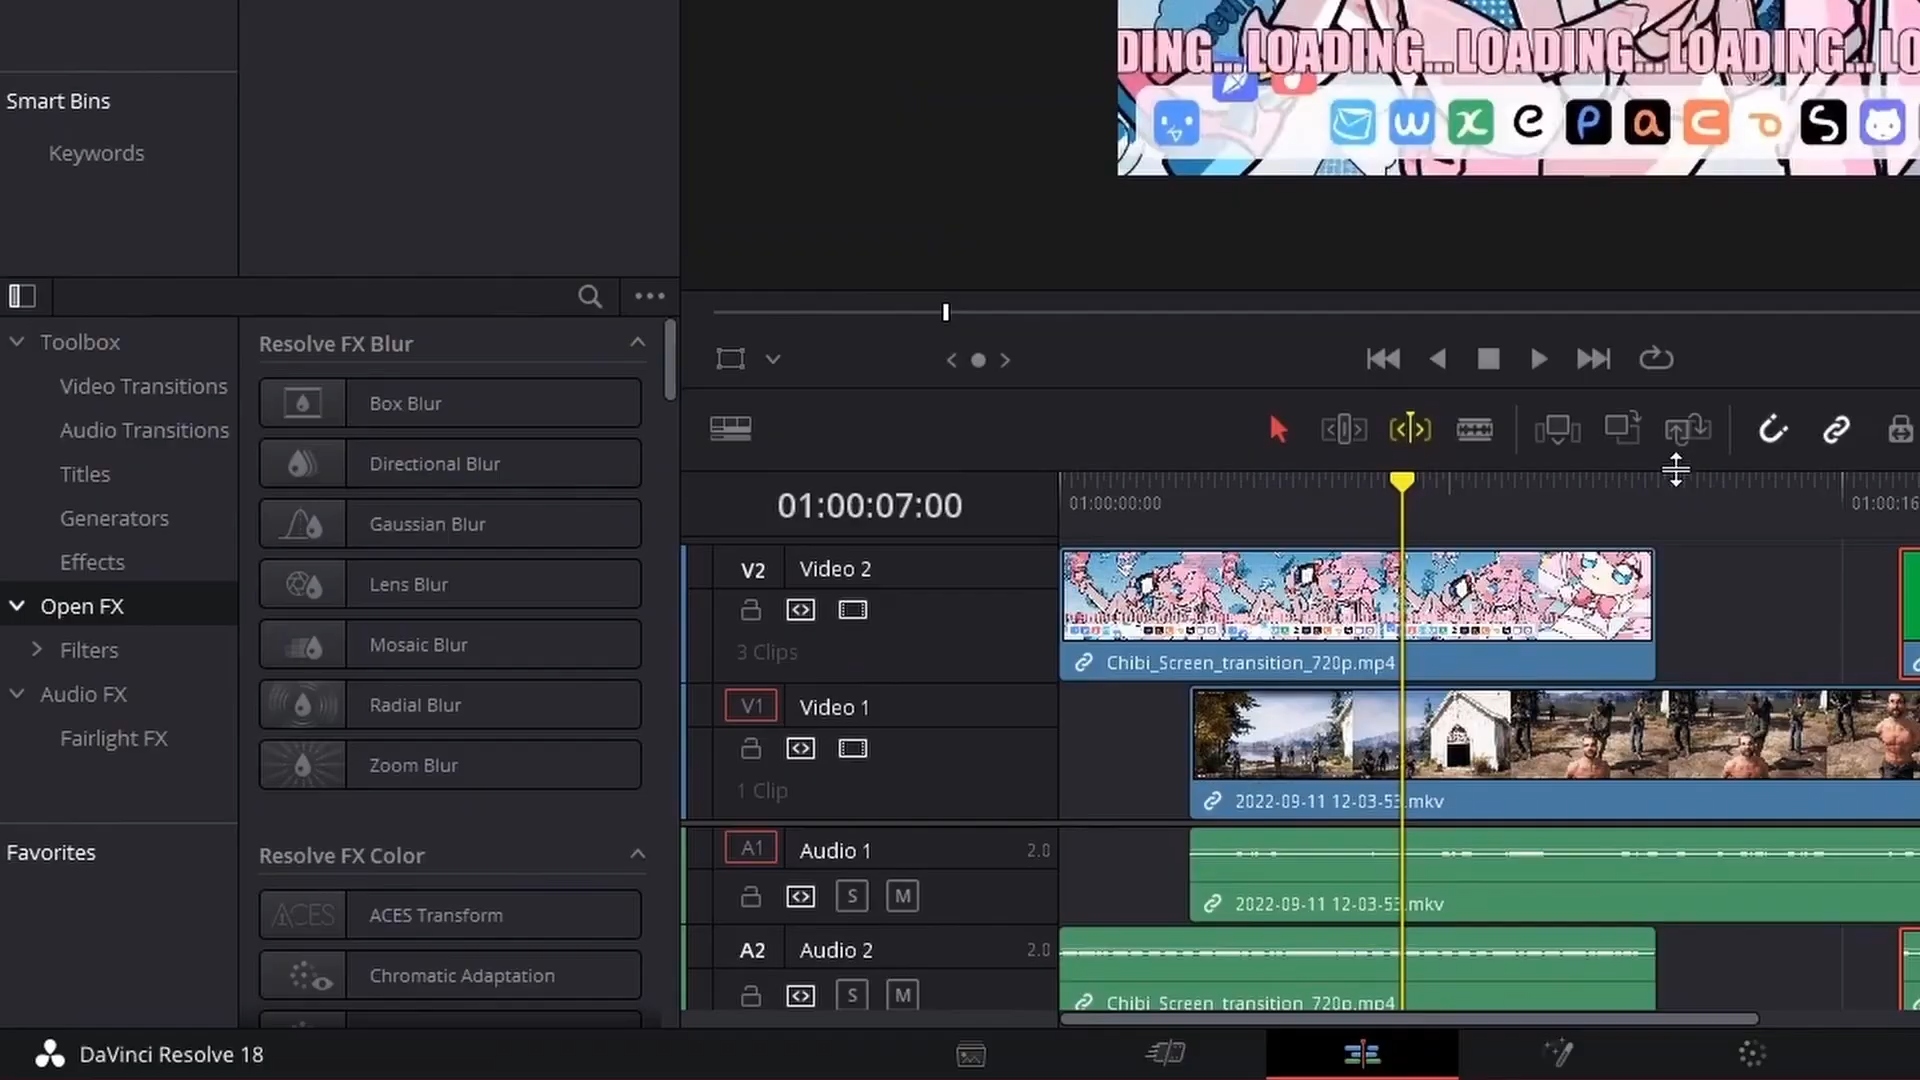 DING...LOADING...LOADING...LOADING...LO
Smart Bins
Keywords
Toolbox
Video Transitions
Audio Transitions
Titles
Generators
Effects
Open FX
Filters
Audio FX
Fairlight FX
Favorites
Resolve FX Blur
Box Blur
Directional Blur
Gaussian Blur
Lens Blur
Mosaic Blur
Radial Blur
Zoom Blur
Resolve FX Color
ACES
ACES Transform
Chromatic Adaptation
01:00:07:00
01:00:00:00
01:00:16
V2
Video 2
3 Clips
Chibi_Screen_transition_720p.mp4
V1
Video 1
1 Clip
2022-09-11 12-03-53.mkv
A1
Audio 1
2.0
S
M
2022-09-11 12-03-53.mkv
A2
Audio 2
2.0
S
M
Chibi_Screen_transition_720p.mp4
DaVinci Resolve 18